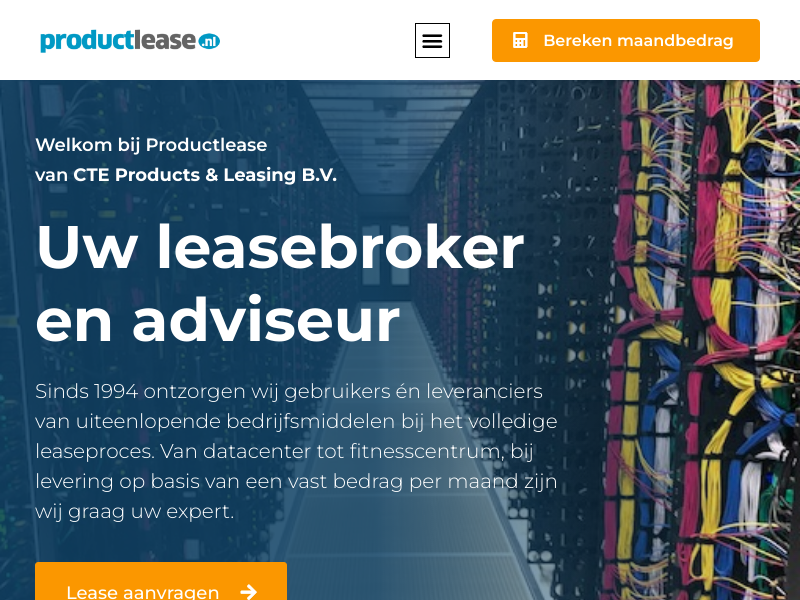 productlease.nl
Bereken maandbedrag
Welkom bij Productlease
van CTE Products & Leasing B.V.
Uw leasebroker
en adviseur
Sinds 1994 ontzorgen wij gebruikers én leveranciers
van uiteenlopende bedrijfsmiddelen bij het volledige
leaseproces. Van datacenter tot fitnesscentrum, bij
levering op basis van een vast bedrag per maand zijn
wij graag uw expert.
Lease aanvragen